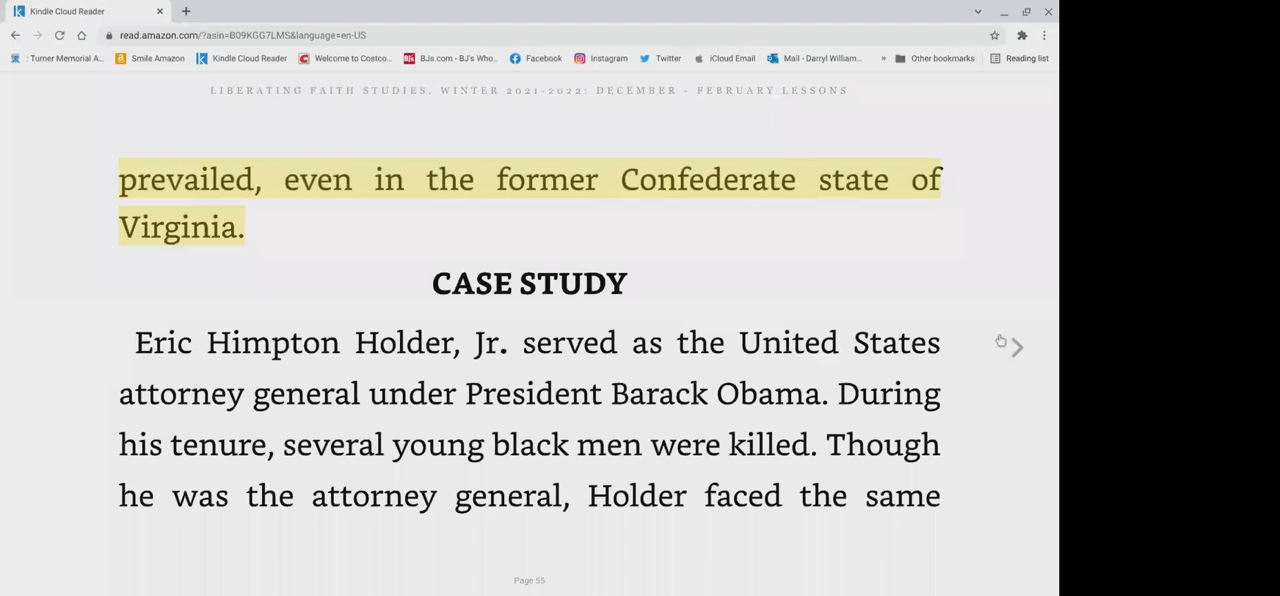 Kindle Cloud Reader
read.amazon.com/?asin=B09KGG7LMS&language=en-US
: Turner Memorial A.. Smile Amazon Kindle Cloud Reader Welcome to Costco... BJs.com - BJ's Who... Facebook Instagram Twitter iCloud Email Mail - Darryl William... » Other bookmarks Reading list
LIBERATING FAITH STUDIES, WINTER 2021-2022: DECEMBER - FEBRUARY LESSONS
prevailed, even in the former Confederate state of
Virginia.
CASE STUDY
Eric Himpton Holder, Jr. served as the United States
attorney general under President Barack Obama. During
his tenure, several young black men were killed. Though
he was the attorney general, Holder faced the same
Page 55